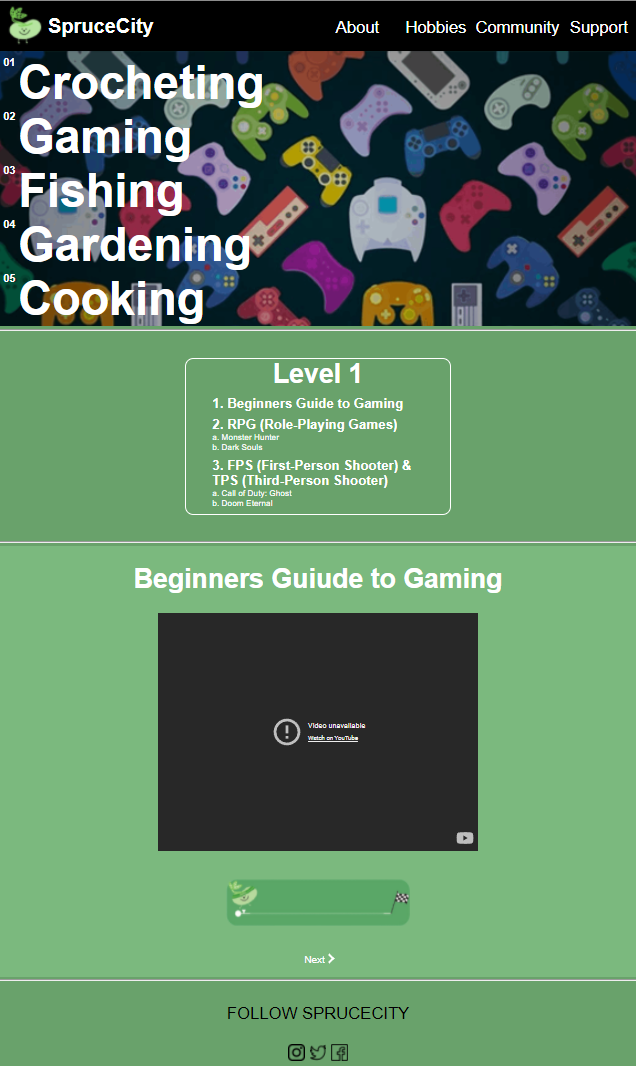 SpruceCity
About Hobbies Community Support
01
Crocheting
02
Gaming
03
Fishing
04
Gardening
05
Cooking
Level 1
1. Beginners Guide to Gaming
2. RPG (Role-Playing Games)
a. Monster Hunter
b. Dark Souls
3. FPS (First-Person Shooter) &
TPS (Third-Person Shooter)
a. Call of Duty: Ghost
b. Doom Eternal
Beginners Guiude to Gaming
Video unavailable
Watch on YouTube
Next
FOLLOW SPRUCECITY